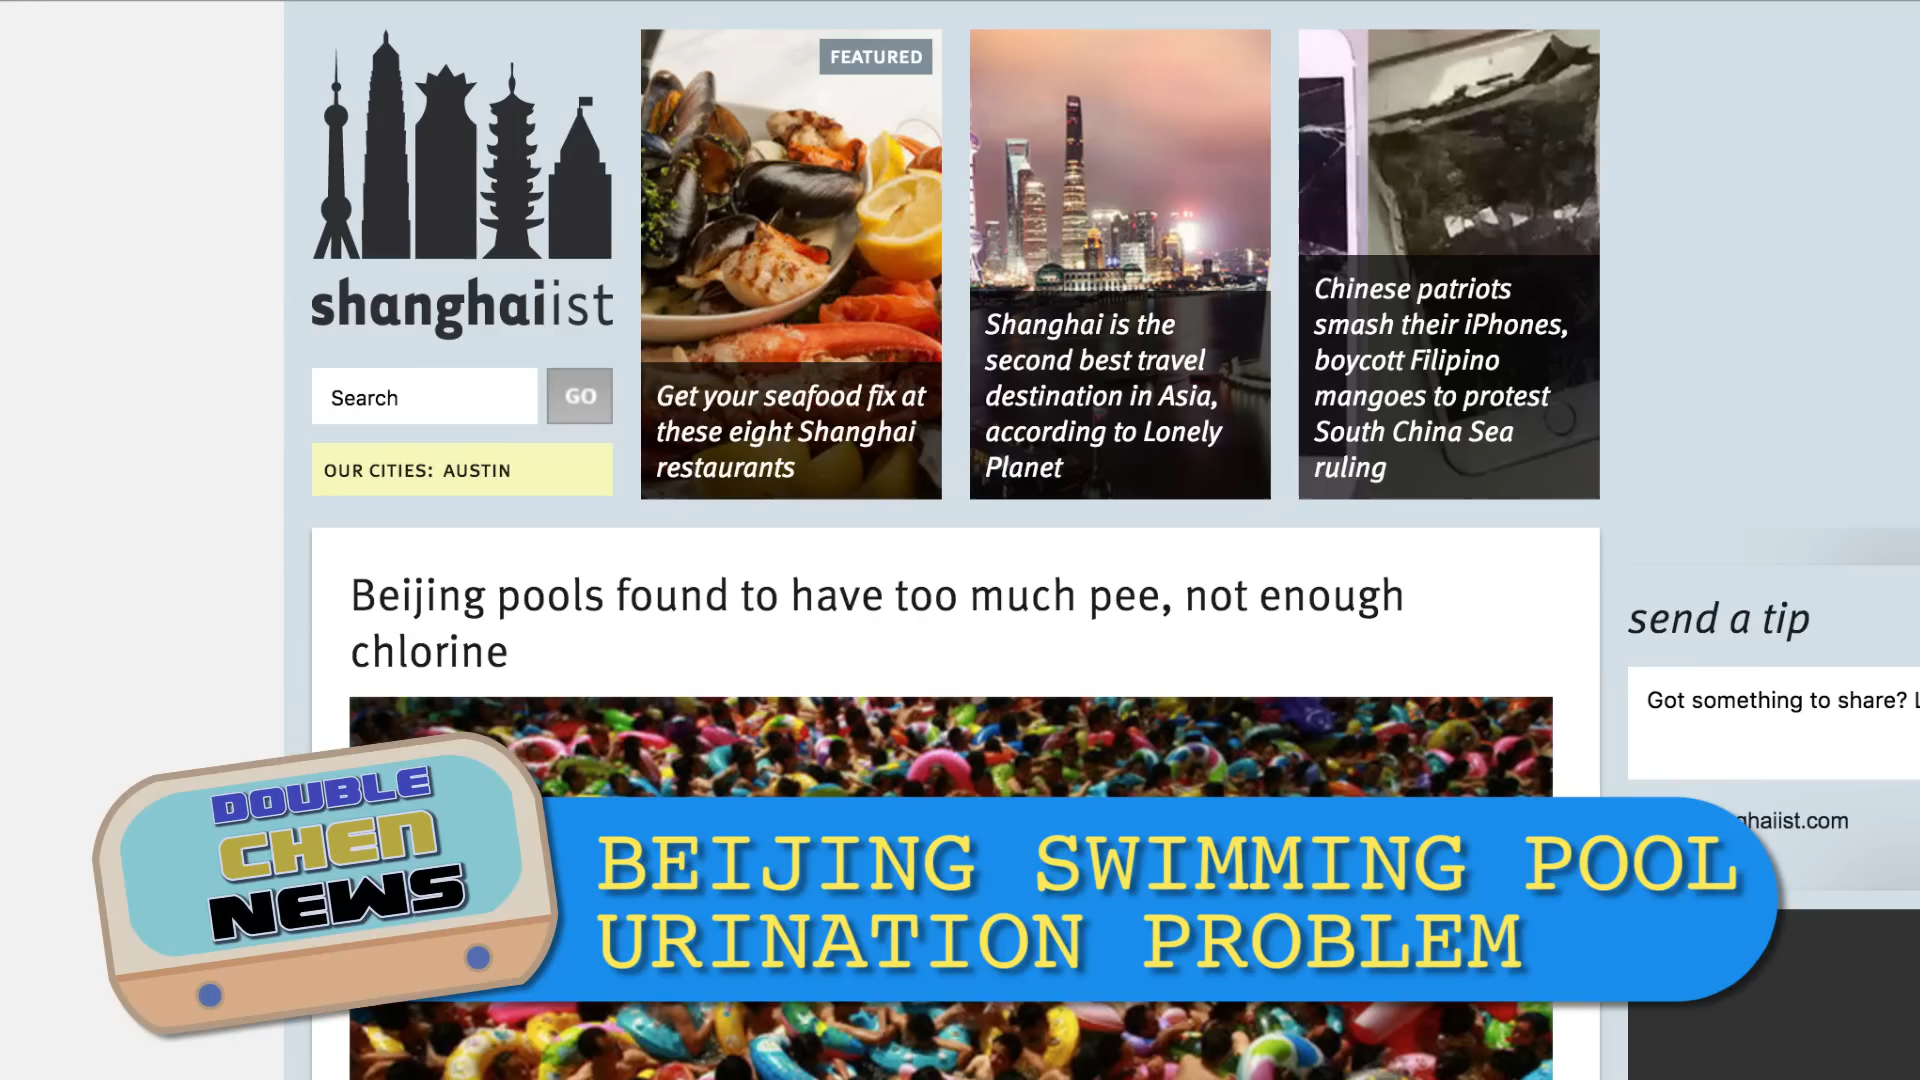 FEATURED
shanghaiist
Search
GO
OUR CITIES: AUSTIN
Get your seafood fix at
these eight Shanghai
restaurants
Shanghai is the
second best travel
destination in Asia,
according to Lonely
Planet
Chinese patriots
smash their iPhones,
boycott Filipino
mangoes to protest
South China Sea
ruling
Beijing pools found to have too much pee, not enough
chlorine
send a tip
Got something to share? L
ghaiist.com
DOUBLE
CHEN
NEWS
BEIJING SWIMMING POOL
URINATION PROBLEM